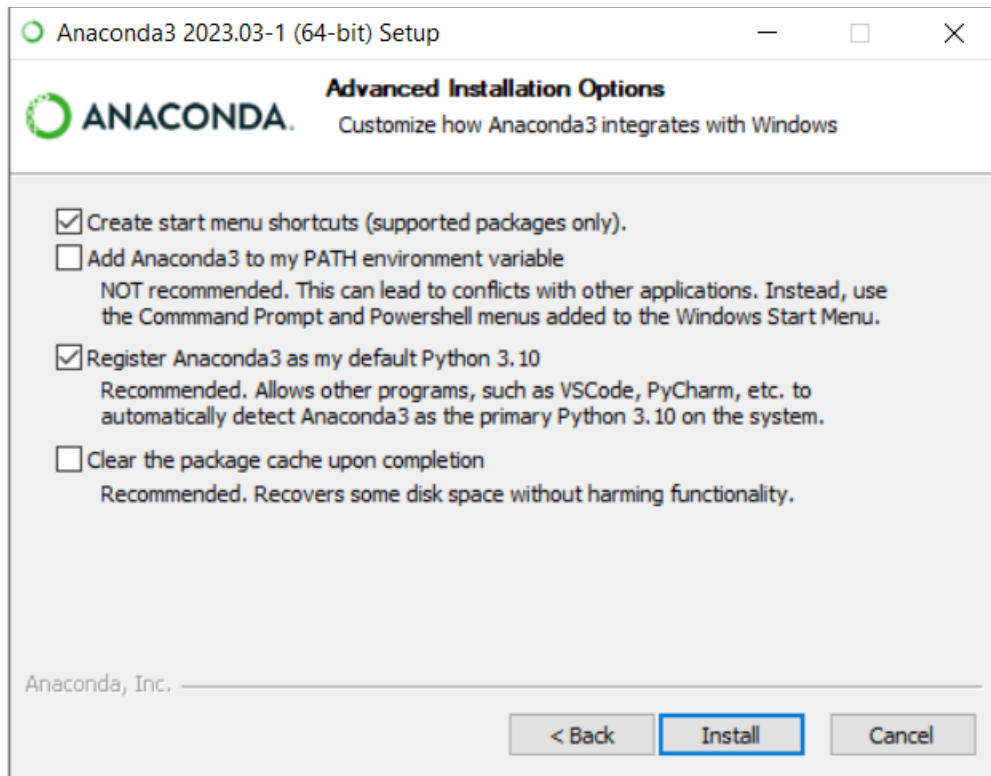 Anaconda3 2023.03-1 (64-bit) Setup
ANACONDA.
Advanced Installation Options
Customize how Anaconda3 integrates with Windows
Create start menu shortcuts (supported packages only).
Add Anaconda3 to my PATH environment variable
NOT recommended. This can lead to conflicts with other applications. Instead, use
the Commmand Prompt and Powershell menus added to the Windows Start Menu.
Register Anaconda3 as my default Python 3.10
Recommended. Allows other programs, such as VSCode, PyCharm, etc. to
automatically detect Anaconda3 as the primary Python 3.10 on the system.
Clear the package cache upon completion
Recommended. Recovers some disk space without harming functionality.
Anaconda, Inc.
< Back
Install
Cancel